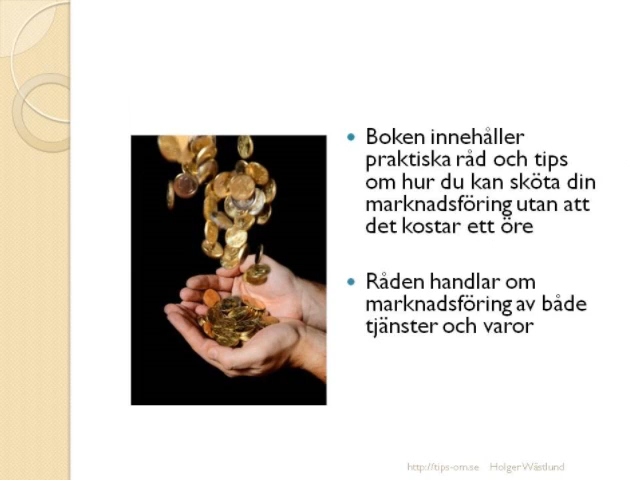 Boken innehåller
praktiska råd och tips
om hur du kan sköta din
marknadsföring utan att
det kostar ett öre
Råden handlar om
marknadsföring av både
tjänster och varor
http://tips-om.se Holger Wästlund